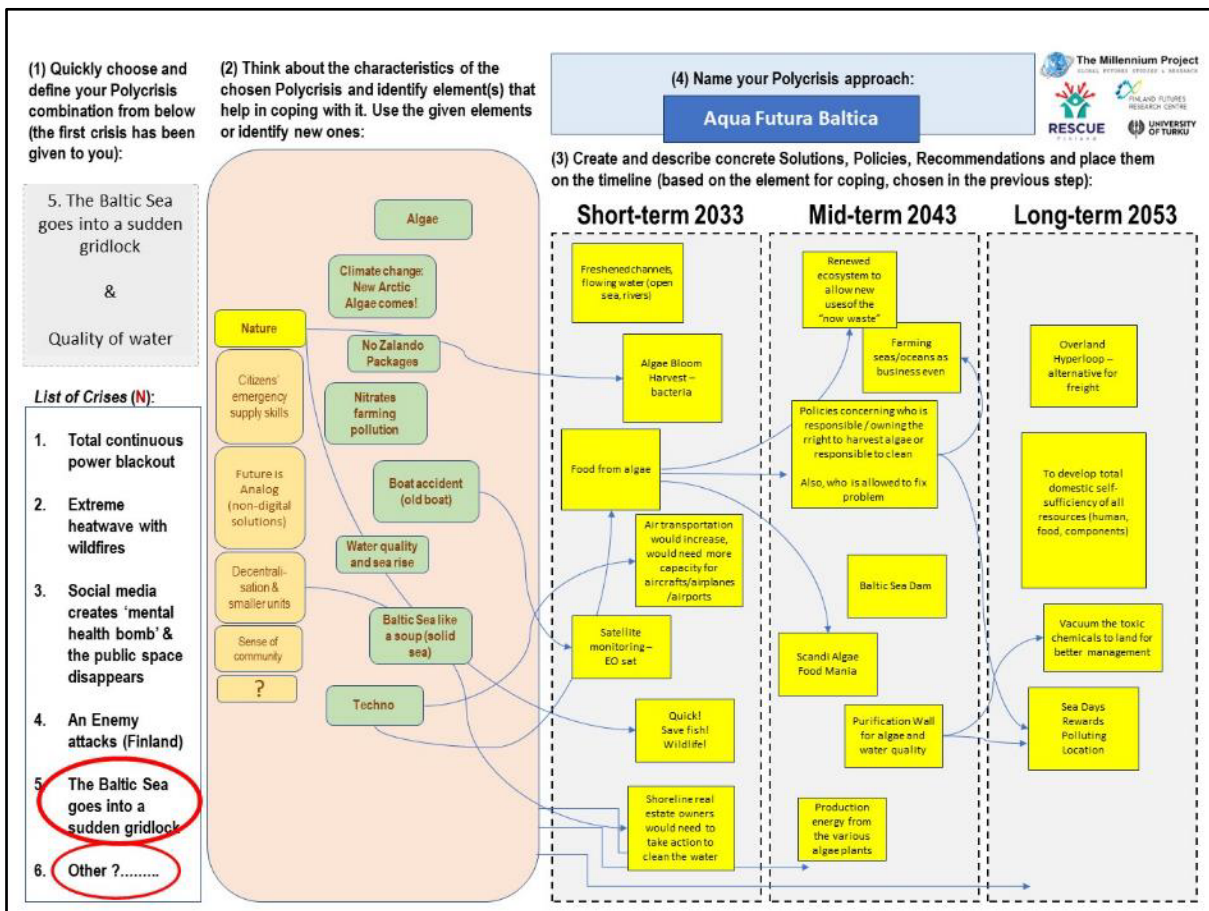 (1) Quickly choose and
define your Polycrisis
combination from below
(the first crisis has been
given to you):
5. The Baltic Sea
goes into a sudden
gridlock
&
Quality of water
List of Crises (N):
1. Total continuous
power blackout
2. Extreme
heatwave with
wildfires
3. Social media
creates ‘mental
health bomb’ &
the public space
disappears
4. An Enemy
attacks (Finland)
5. The Baltic Sea
goes into a
sudden gridlock
6. Other ?.........
(2) Think about the characteristics of the
chosen Polycrisis and identify element(s) that
help in coping with it. Use the given elements
or identify new ones:
Nature
Citizens’
emergency
supply skills
Future is
Analog
(non-digital
solutions)
Decentrali-
sation &
smaller units
Sense of
community
?
Algae
Climate change:
New Arctic
Algae comes!
No Zalando
Packages
Nitrates
farming
pollution
Boat accident
(old boat)
Water quality
and sea rise
Baltic Sea like
a soup (solid
sea)
Techno
(4) Name your Polycrisis approach:
Aqua Futura Baltica
The Millennium Project
GLOBAL FUTURES STUDIES & RESEARCH
RESCUE
FINLAND
FINLAND FUTURES
RESEARCH CENTRE
UNIVERSITY
OF TURKU
(3) Create and describe concrete Solutions, Policies, Recommendations and place them
on the timeline (based on the element for coping, chosen in the previous step):
Short-term 2033
Freshened channels,
flowing water (open
sea, rivers)
Algae Bloom
Harvest –
bacteria
Food from algae
Air transportation
would increase,
would need more
capacity for
aircrafts/airplanes
/airports
Satellite
monitoring –
EO sat
Quick!
Save fish!
Wildlife!
Shoreline real
estate owners
would need to
take action to
clean the water
Mid-term 2043
Renewed
ecosystem to
allow new
usesof the
“now waste”
Farming
seas/oceans as
business even
Policies concerning who is
responsible / owning the
rright to harvest algae or
responsible to clean
Also, who is allowed to fix
problem
Baltic Sea Dam
Scandi Algae
Food Mania
Purification Wall
for algae and
water quality
Production
energy from
the various
algae plants
Long-term 2053
Overland
Hyperloop –
alternative for
freight
To develop total
domestic self-
sufficiency of all
resources (human,
food, components)
Vacuum the toxic
chemicals to land for
better management
Sea Days
Rewards
Polluting
Location